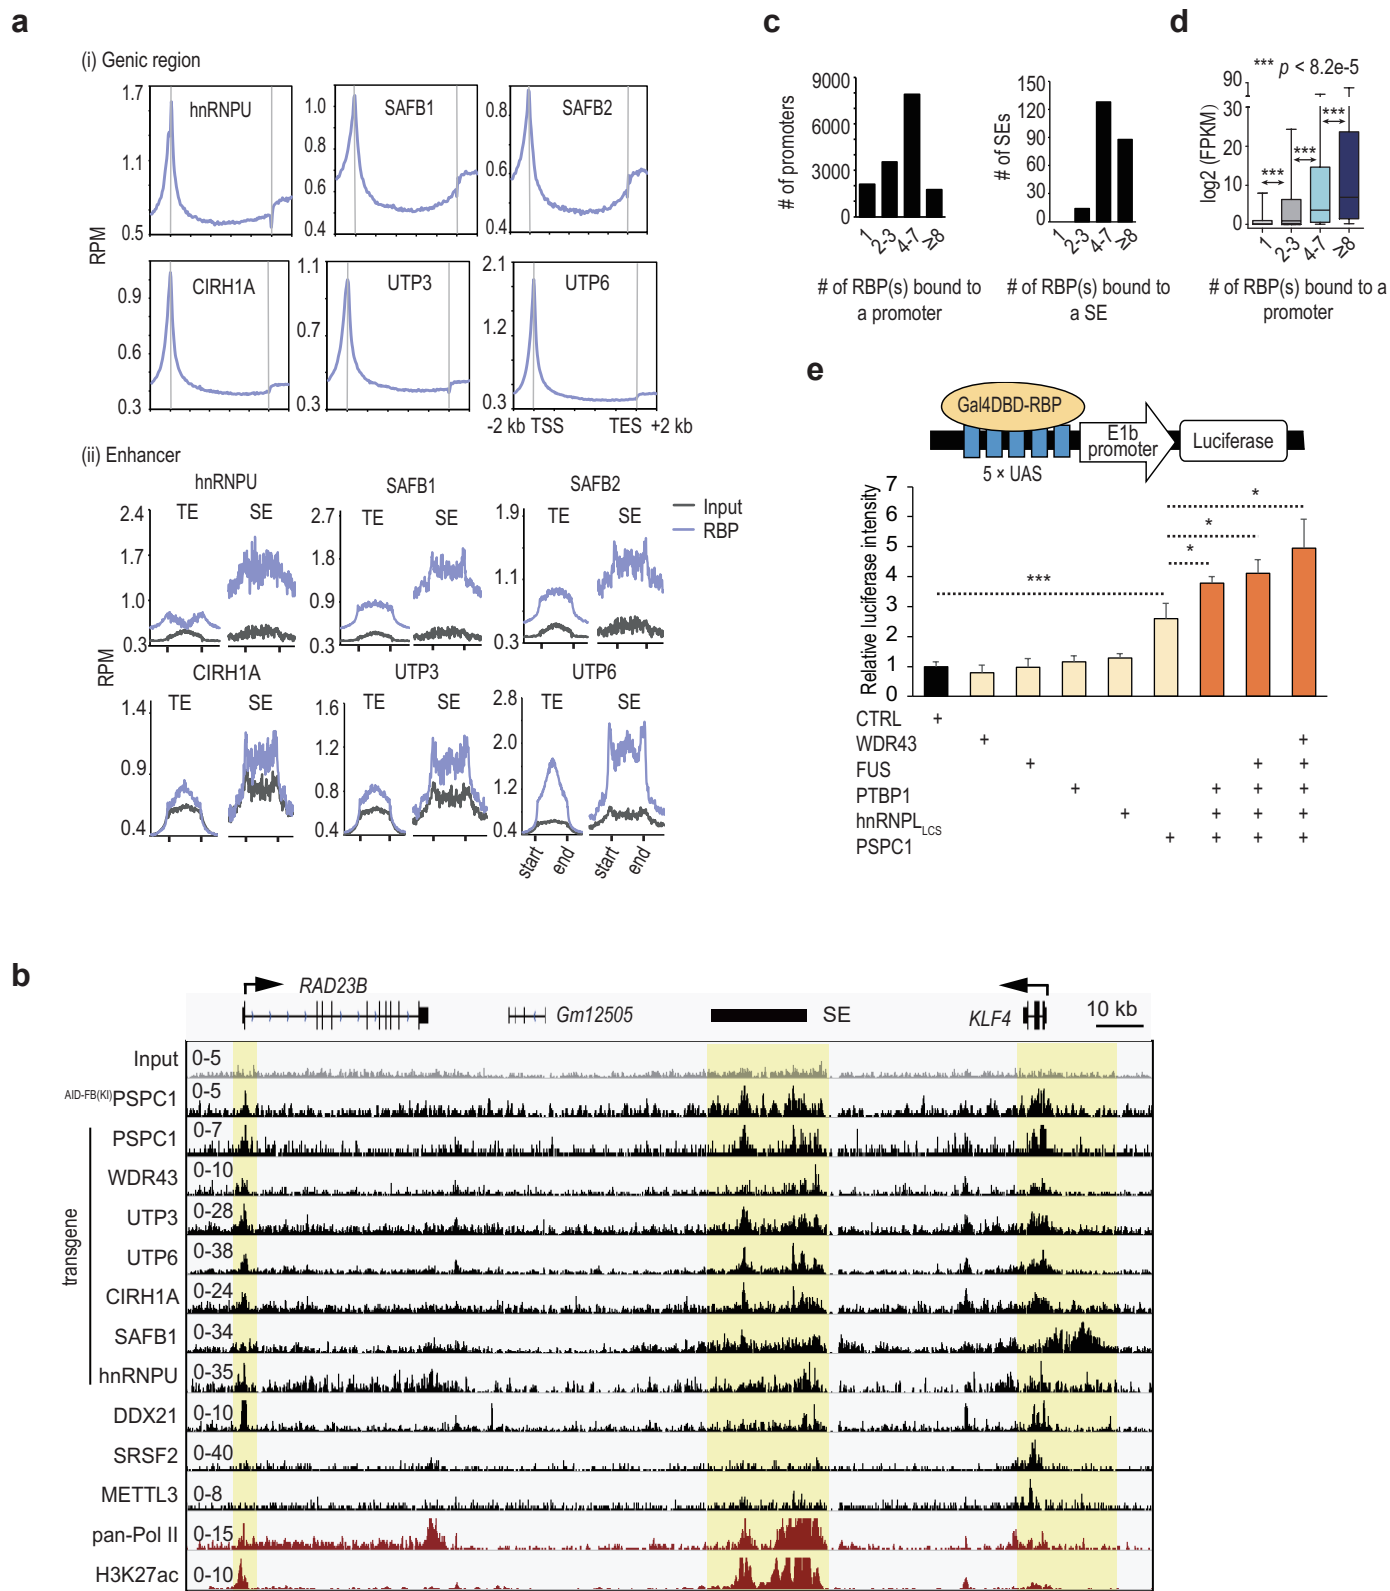 a
(i) Genic region
1.7
1.1
0.5
hnRNPU
1.0
0.8
0.6
0.4
SAFB1
0.8
0.6
0.4
SAFB2
RPM
0.9
0.6
0.3
CIRH1A
1.1
0.7
0.3
UTP3
2.1
1.2
0.3
UTP6
-2 kb TSS TES +2 kb
(ii) Enhancer
hnRNPU
SAFB1
SAFB2
Input
RBP
2.4
1.7
1.0
0.3
TE SE
2.7
1.8
0.9
0.3
TE SE
1.9
1.1
0.3
TE SE
RPM
CIRH1A
UTP3
UTP6
1.4
0.9
0.4
TE SE
1.6
1.2
0.8
0.4
TE SE
2.8
2.0
1.2
0.4
TE SE
start end start end
c
9000
6000
3000
0
# of promoters
1 2-3 4-7 ≥8
# of RBP(s) bound to
a promoter
150
120
90
60
30
0
# of SEs
1 2-3 4-7 ≥8
# of RBP(s) bound to
a SE
d
*** p < 8.2e-5
90
30
20
10
0
log2 (FPKM)
***
***
***
1 2-3 4-7 ≥8
# of RBP(s) bound to a
promoter
e
Gal4DBD-RBP
E1b
promoter
Luciferase
5 × UAS
Relative luciferase intensity
7
6
5
4
3
2
1
0
***
*
*
*
CTRL +
WDR43 + +
FUS + + +
PTBP1 + + + +
hnRNPL LCS + + + +
PSPC1 + + + +
b
RAD23B
Gm12505
SE
KLF4
10 kb
Input 0-5
AID-FB(KI)PSPC1 0-5
transgene
PSPC1 0-7
WDR43 0-10
UTP3 0-28
UTP6 0-38
CIRH1A 0-24
SAFB1 0-34
hnRNPU 0-35
DDX21 0-10
SRSF2 0-40
METTL3 0-8
pan-Pol II 0-15
H3K27ac 0-10